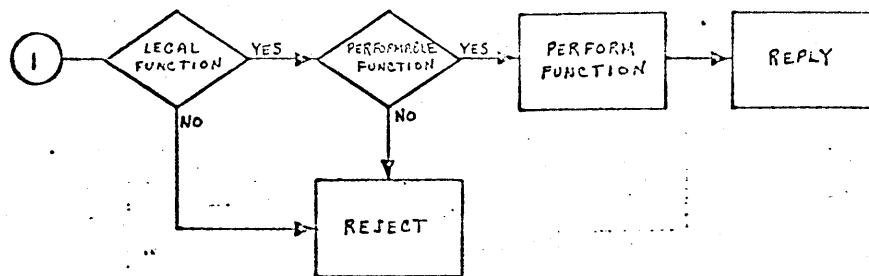 1
LEGAL
FUNCTION
YES
PERFORMABLE
FUNCTION
YES
PERFORM
FUNCTION
REPLY
NO
NO
REJECT